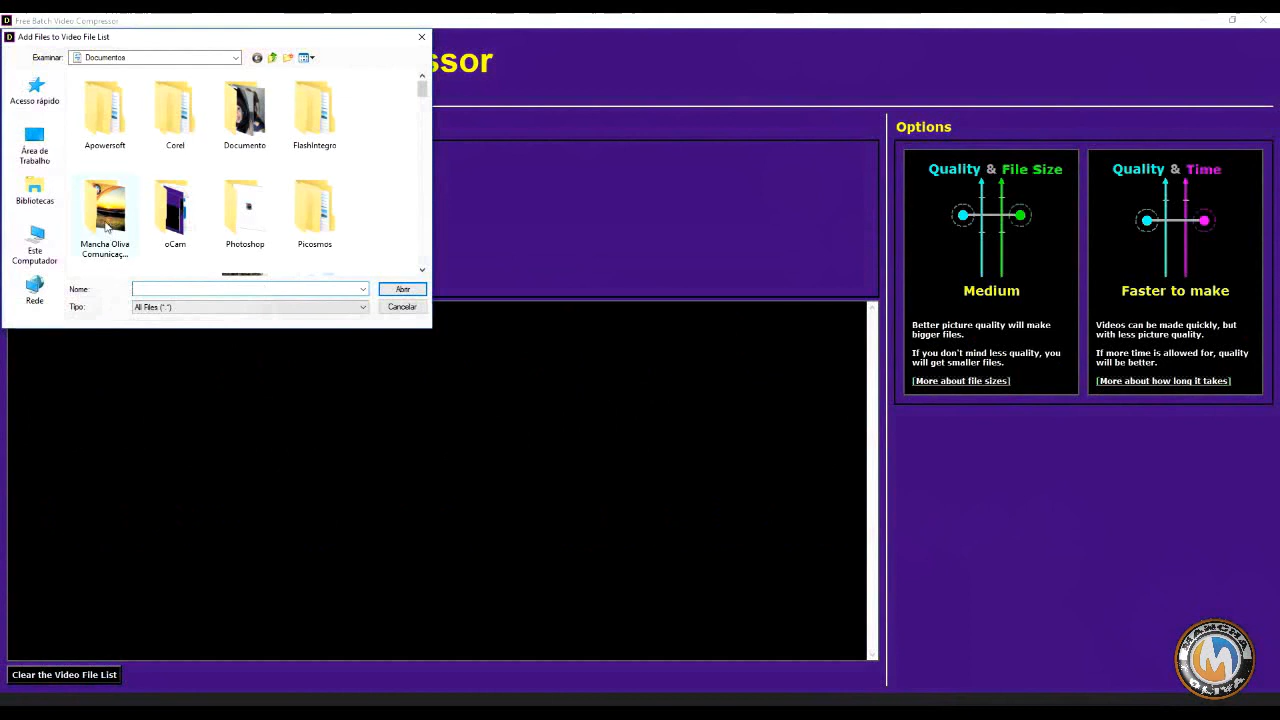 Free Batch Video Compressor
Add Files to Video File List
Examinar:
Documentos
Acesso rápido
Área de
Trabalho
Bibliotecas
Este
Computador
Rede
Apowersoft
Corel
Documento
FlashIntegro
Mancha Oliva
Comunicaç...
oCam
Photoshop
Picosmos
Nome:
Abrir
Tipo:
All Files (*.*)
Cancelar
ssor
Options
Quality & File Size
Medium
Better picture quality will make
bigger files.
If you don't mind less quality, you
will get smaller files.
[More about file sizes]
Quality & Time
Faster to make
Videos can be made quickly, but
with less picture quality.
If more time is allowed for, quality
will be better.
[More about how long it takes]
Clear the Video File List
MANCHA
OLIVA